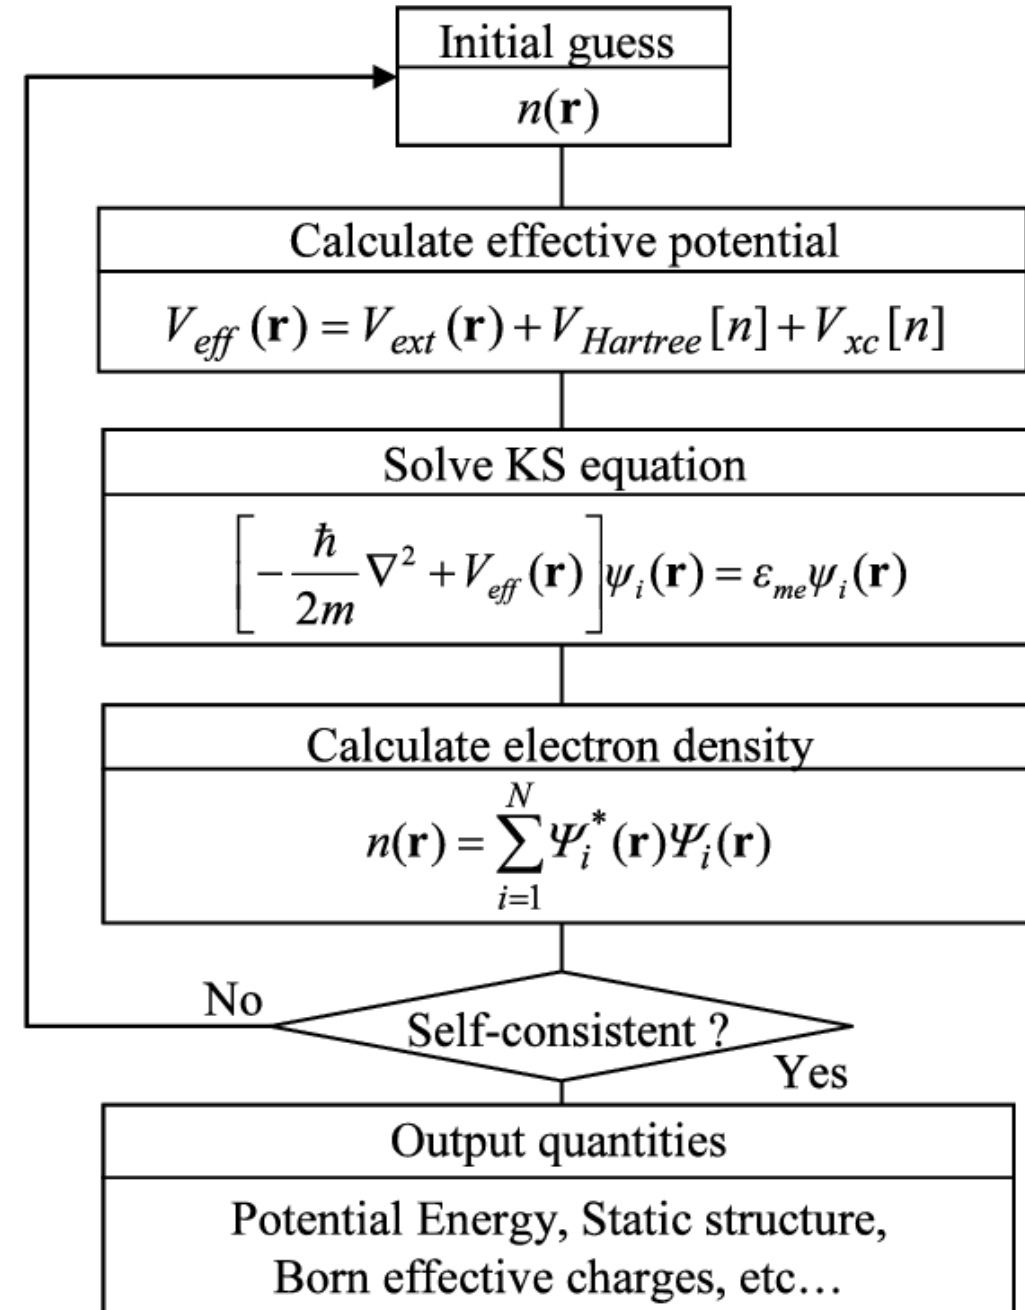 Initial guess
n(r)
Calculate effective potential
V_eff (r) = V_ext (r) + V_Hartree [n] + V_xc [n]
Solve KS equation
[ -ħ/2m ∇² + V_eff (r) ] ψ_i (r) = ε_me ψ_i (r)
Calculate electron density
n(r) = ∑_{i=1}^{N} Ψ_i^* (r) Ψ_i (r)
No
Self-consistent ?
Yes
Output quantities
Potential Energy, Static structure,
Born effective charges, etc…